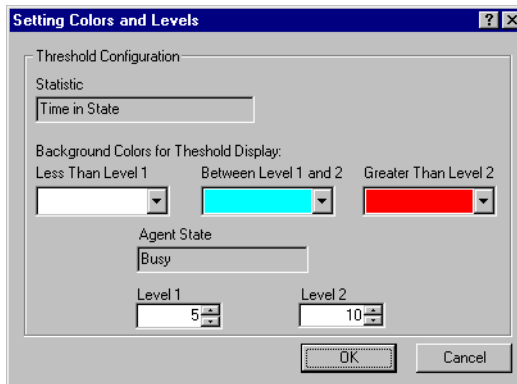 Setting Colors and Levels
Threshold Configuration
Statistic
Time in State
Background Colors for Theshold Display:
Less Than Level 1
Between Level 1 and 2
Greater Than Level 2
Agent State
Busy
Level 1
Level 2
5
10
OK
Cancel